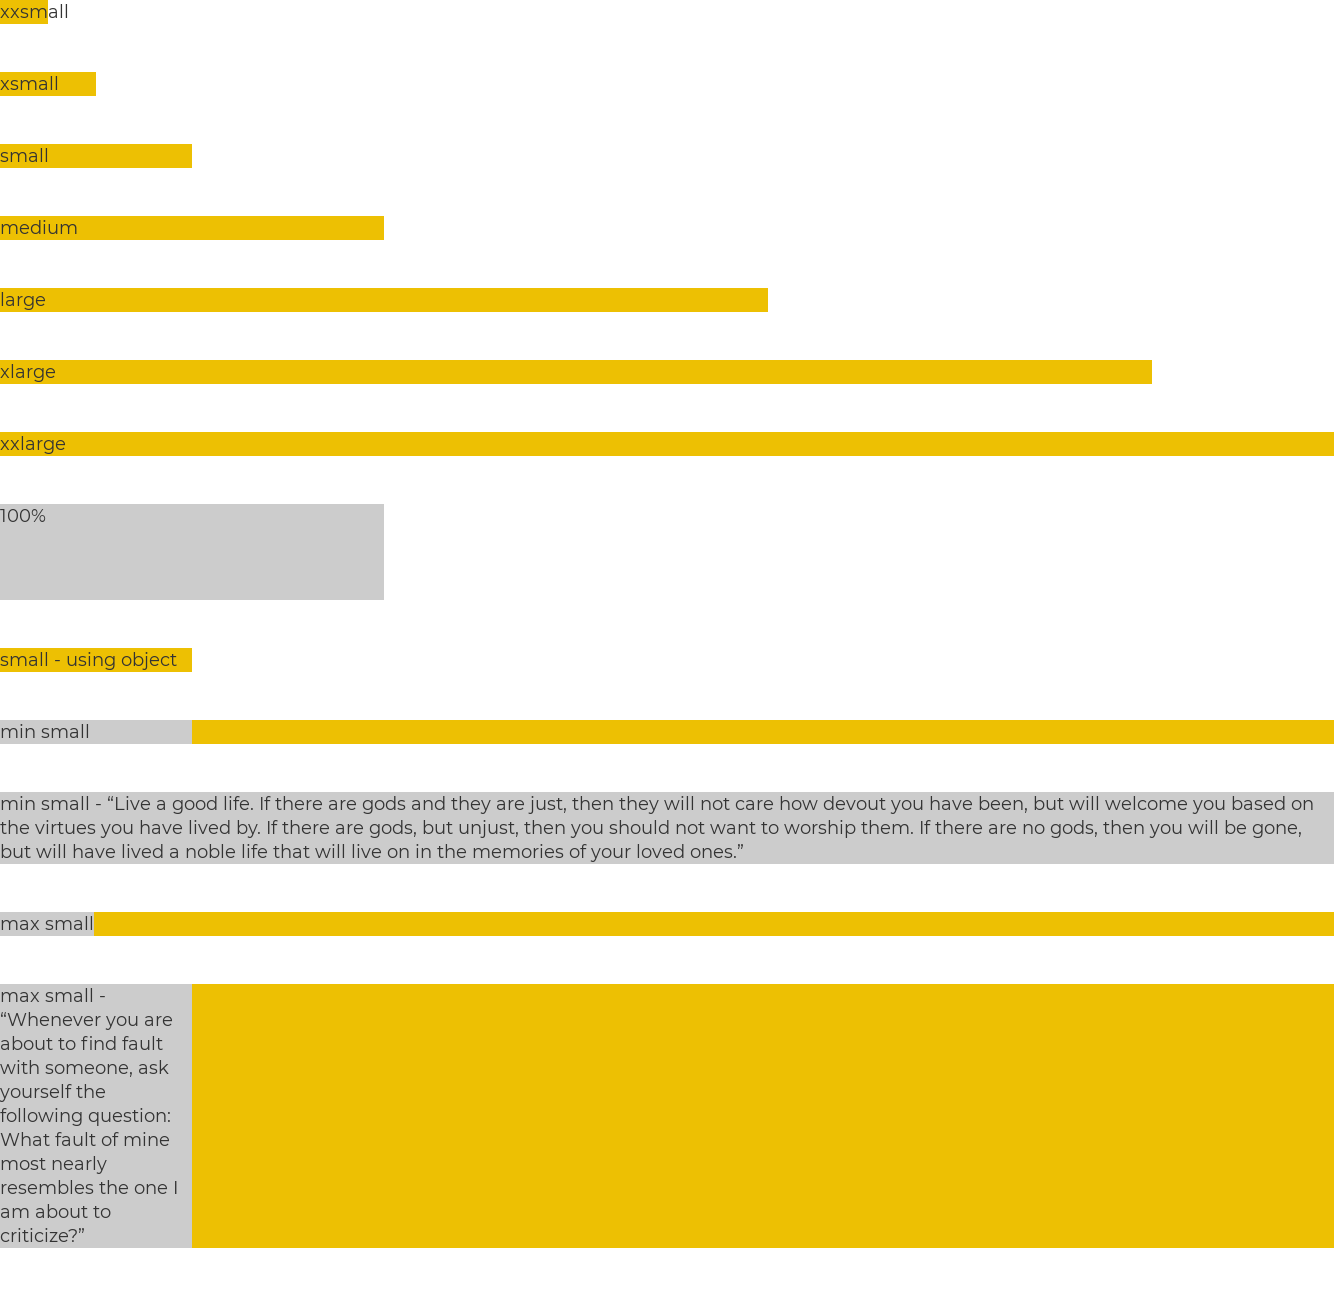 xxsmall
xsmall
small
medium
large
xlarge
xxlarge
100%
small - using object
min small
min small - “Live a good life. If there are gods and they are just, then they will not care how devout you have been, but will welcome you based on
the virtues you have lived by. If there are gods, but unjust, then you should not want to worship them. If there are no gods, then you will be gone,
but will have lived a noble life that will live on in the memories of your loved ones.”
max small
max small -
“Whenever you are
about to find fault
with someone, ask
yourself the
following question:
What fault of mine
most nearly
resembles the one I
am about to
criticize?”